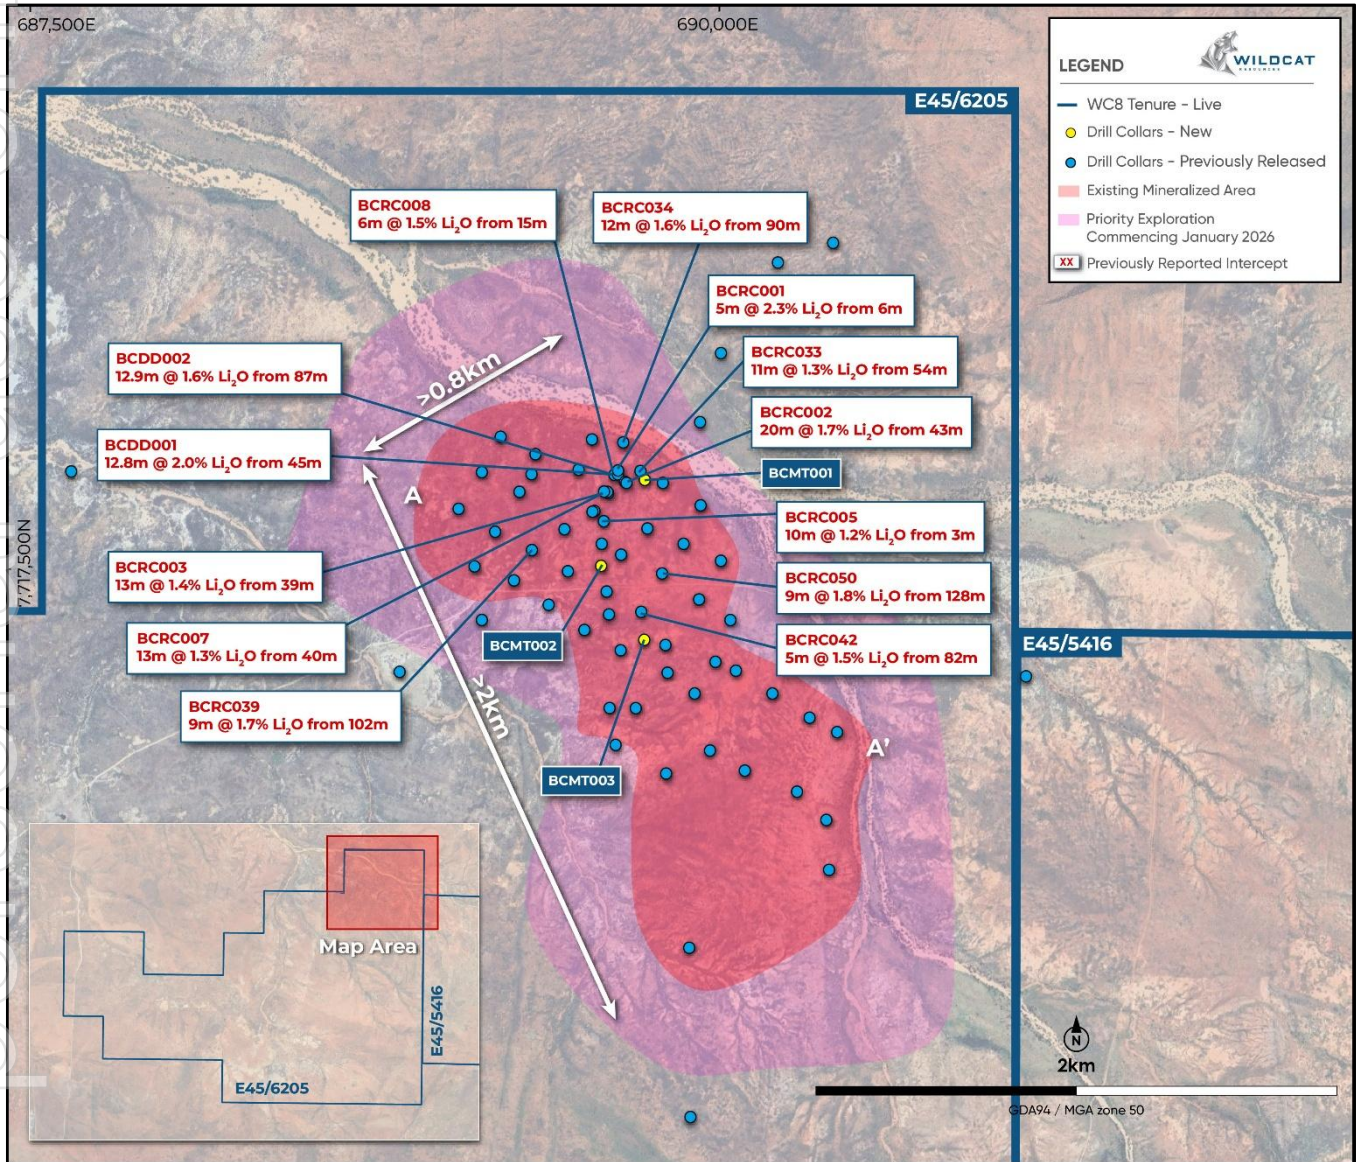 687,500E
690,000E
LEGEND
WILDCAT
RESOURCES
WC8 Tenure - Live
Drill Collars - New
Drill Collars - Previously Released
Existing Mineralized Area
Priority Exploration
Commencing January 2026
XX Previously Reported Intercept
E45/6205
BCRC008
6m @ 1.5% Li₂O from 15m
BCRC034
12m @ 1.6% Li₂O from 90m
BCRC001
5m @ 2.3% Li₂O from 6m
BCRC033
11m @ 1.3% Li₂O from 54m
BCDD002
12.9m @ 1.6% Li₂O from 87m
>0.8km
BCRC002
20m @ 1.7% Li₂O from 43m
BCDD001
12.8m @ 2.0% Li₂O from 45m
BCMT001
A
7,717,500N
BCRC005
10m @ 1.2% Li₂O from 3m
BCRC003
13m @ 1.4% Li₂O from 39m
BCRC050
9m @ 1.8% Li₂O from 128m
BCRC007
13m @ 1.3% Li₂O from 40m
BCMT002
BCRC042
5m @ 1.5% Li₂O from 82m
E45/5416
BCRC039
9m @ 1.7% Li₂O from 102m
>2km
A'
BCMT003
Map Area
E45/5416
E45/6205
N
2km
GDA94 / MGA zone 50